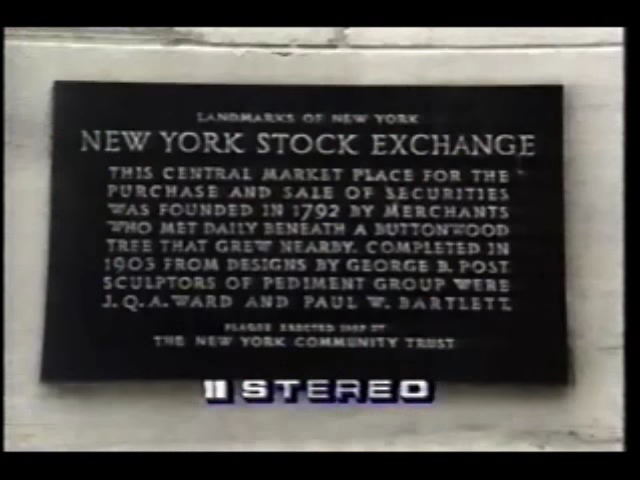 LANDMARKS OF NEW YORK
NEW YORK STOCK EXCHANGE
THIS CENTRAL MARKET PLACE FOR THE
PURCHASE AND SALE OF SECURITIES
WAS FOUNDED IN 1792 BY MERCHANTS
WHO MET DAILY BENEATH A BUTTONWOOD
TREE THAT GREW NEARBY. COMPLETED IN
1903 FROM DESIGNS BY GEORGE B. POST
SCULPTORS OF PEDIMENT GROUP WERE
J. Q. A. WARD AND PAUL W. BARTLETT.
PLAQUE ERECTED BY
THE NEW YORK COMMUNITY TRUST
11 STEREO